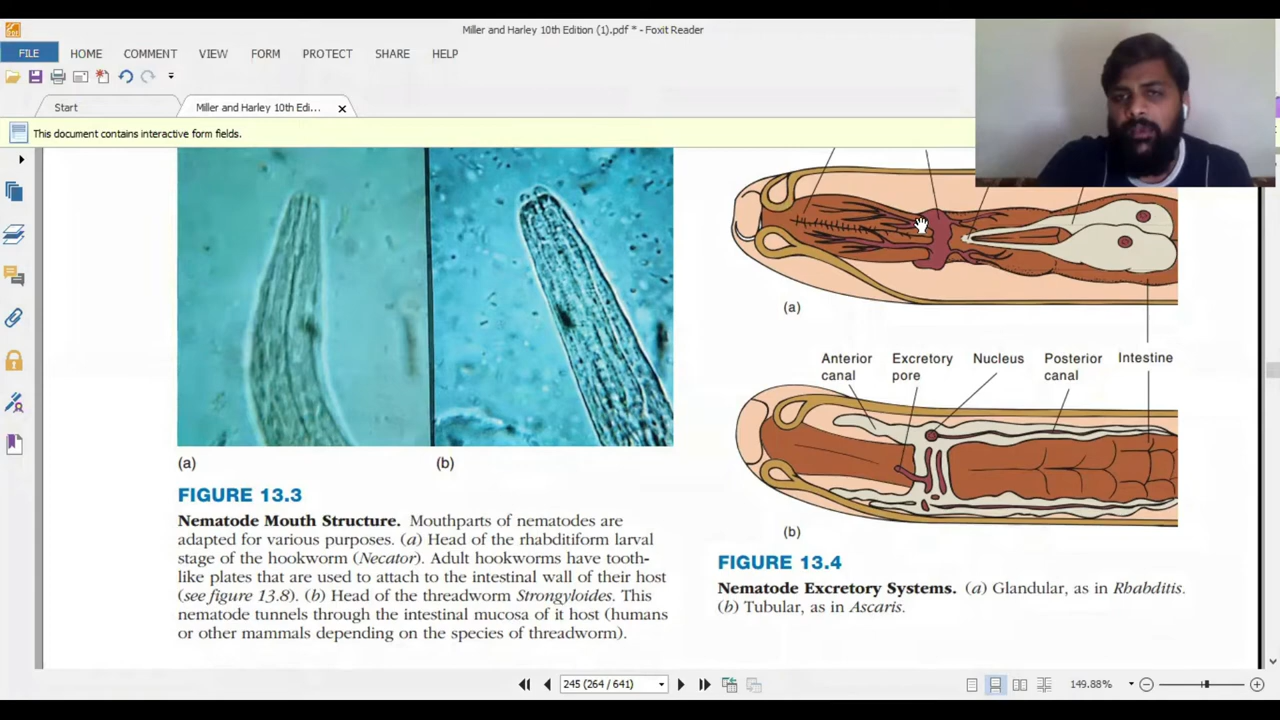 Miller and Harley 10th Edition (1).pdf * - Foxit Reader
FILE HOME COMMENT VIEW FORM PROTECT SHARE HELP
Start Miller and Harley 10th Edi...
This document contains interactive form fields.
(a)
Anterior canal
Excretory pore
Nucleus
Posterior canal
Intestine
(a) (b)
(b)
FIGURE 13.3
Nematode Mouth Structure. Mouthparts of nematodes are
adapted for various purposes. (a) Head of the rhabditiform larval
stage of the hookworm (Necator). Adult hookworms have tooth-
like plates that are used to attach to the intestinal wall of their host
(see figure 13.8). (b) Head of the threadworm Strongyloides. This
nematode tunnels through the intestinal mucosa of it host (humans
or other mammals depending on the species of threadworm).
FIGURE 13.4
Nematode Excretory Systems. (a) Glandular, as in Rhabditis.
(b) Tubular, as in Ascaris.
245 (264 / 641)
149.88%